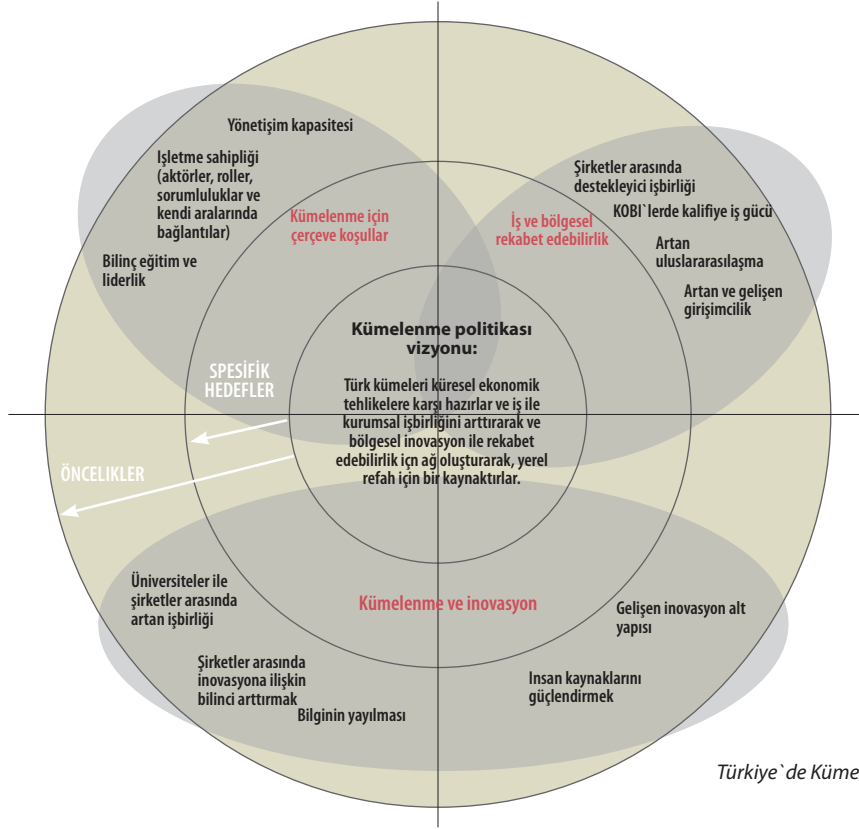 Yönetişim kapasitesi
Işletme sahipliği
(aktörler, roller,
sorumluluklar ve
kendi aralarında
bağlantılar)
Bilinç eğitim ve
liderlik
Kümelenme için
çerçeve koşullar
Şirketler arasında
destekleyici işbirliği
KOBI`lerde kalifiye iş gücü
Artan
uluslararasılaşma
Artan ve gelişen
girişimcilik
İş ve bölgesel
rekabet edebilirlik
Kümelenme politikası
vizyonu:
Türk kümeleri küresel ekonomik
tehlikelere karşı hazırlar ve iş ile
kurumsal işbirliğini arttırarak ve
bölgesel inovasyon ile rekabet
edebilirlik içn ağ oluşturarak, yerel
refah için bir kaynaktırlar.
SPESİFİK
HEDEFLER
ÖNCELIKLER
Üniversiteler ile
şirketler arasında
artan işbirliği
Şirketler arasında
inovasyona ilişkin
bilinci arttırmak
Bilginin yayılması
Kümelenme ve inovasyon
Gelişen inovasyon alt
yapısı
Insan kaynaklarını
güçlendirmek
Türkiye`de Küme